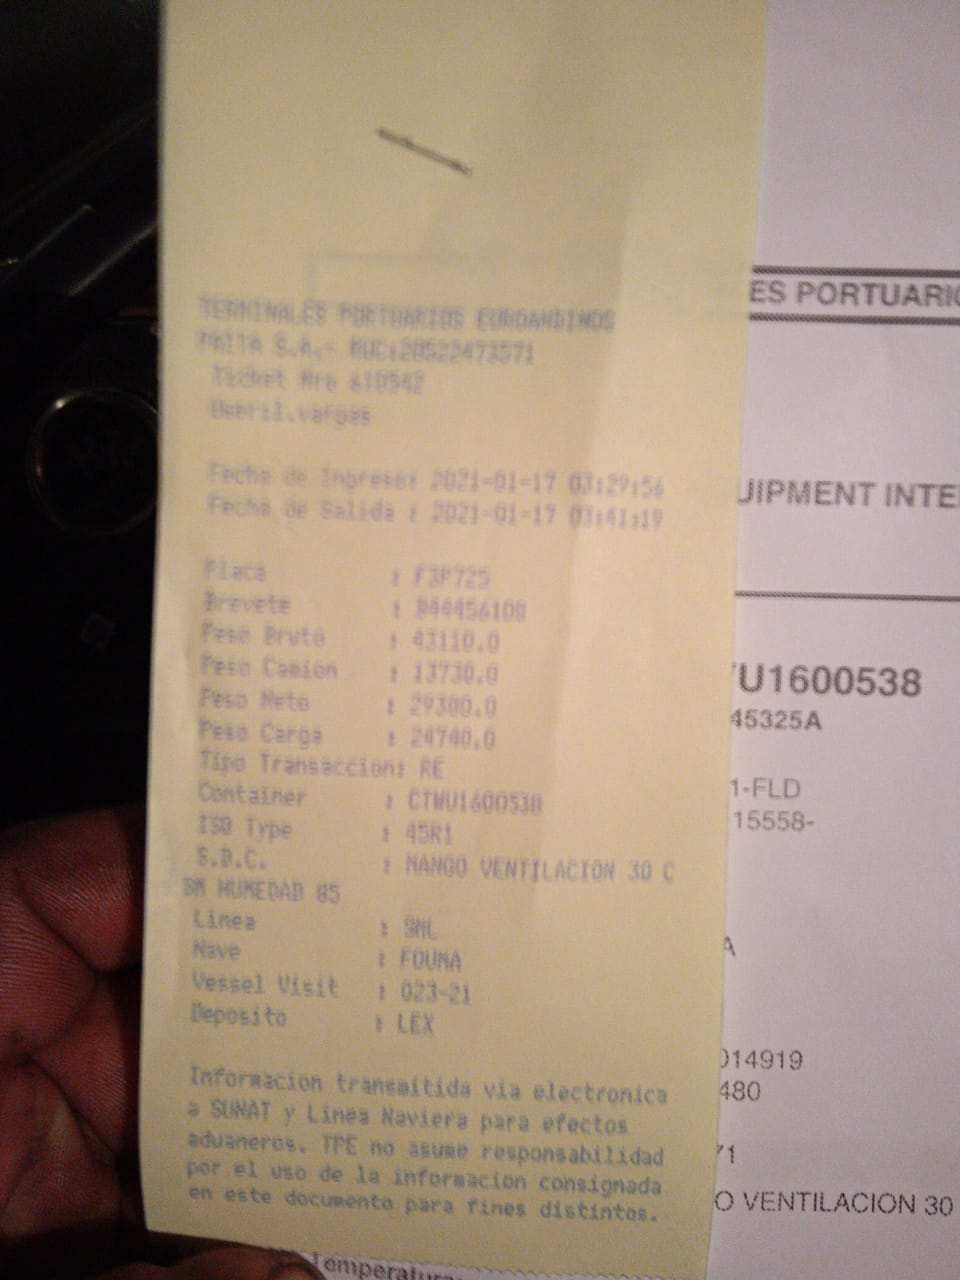 TERMINALES PORTUARIOS EUROANDINOS
PAITA S.A.- RUC:20522473571
Ticket Nro 610542
User:l.vargas
Fecha de Ingreso: 2021-01-17 03:29:56
Fecha de Salida : 2021-01-17 03:41:19
Placa : F3P725
Brevete : B44456108
Peso Bruto : 43110.0
Peso Camion : 13730.0
Peso Neto : 29380.0
Peso Carga : 24740.0
Tipo Transaccion: RE
Container : CTWU1600538
ISO Type : 45R1
S.D.C. : MANGO VENTILACION 30 C
BM HUMEDAD 85
Linea :
Nave : FOUMA
Vessel Visit : 023-21
Deposito : LEX
Informacion transmitida via electronica
a SUNAT y Linea Naviera para efectos
aduaneros. TPE no asume responsabilidad
por el uso de la informacion consignada
en este documento para fines distintos.
ES PORTUARIO
UIPMENT INTE
U1600538
45325A
1-FLD
15558-
A
014919
480
71
O VENTILACION 30
Temperatura